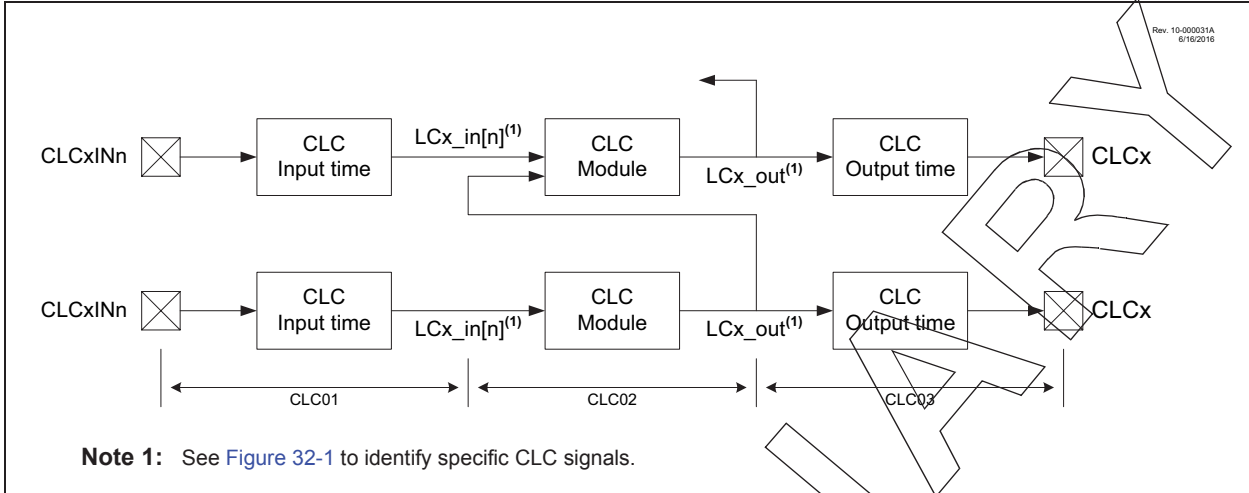 Rev. 10-000031A
6/16/2016
CLCxINn
CLC
Input time
LCx_in[n](1)
CLC
Module
LCx_out(1)
CLC
Output time
CLCx
CLCxINn
CLC
Input time
LCx_in[n](1)
CLC
Module
LCx_out(1)
CLC
Output time
CLCx
CLC01
CLC02
CLC03
Note 1: See Figure 32-1 to identify specific CLC signals.
ARY